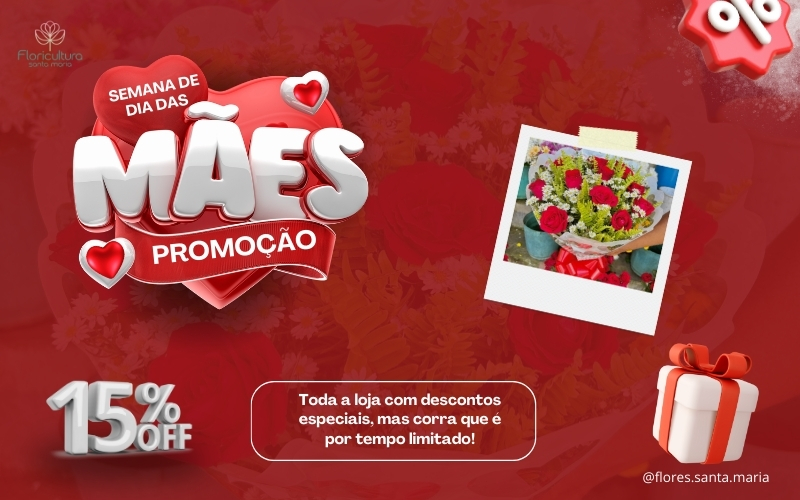 Floricultura
santa maria
%
SEMANA DE
DIA DAS
MÃES
PROMOÇÃO
15% OFF
Toda a loja com descontos
especiais, mas corra que é
por tempo limitado!
@flores.santa.maria